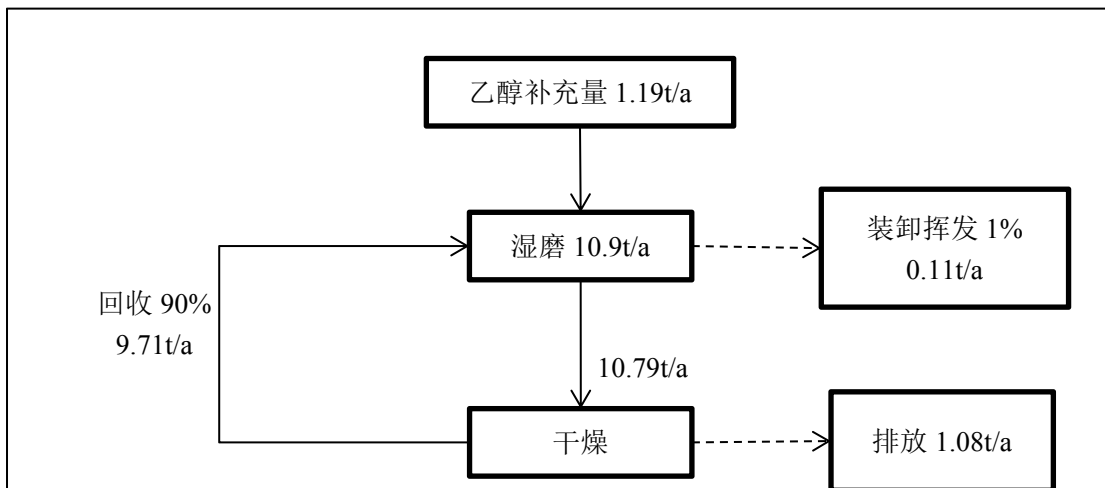 乙醇补充量 1.19t/a
湿磨 10.9t/a
装卸挥发 1%
0.11t/a
回收 90%
9.71t/a
10.79t/a
干燥
排放 1.08t/a